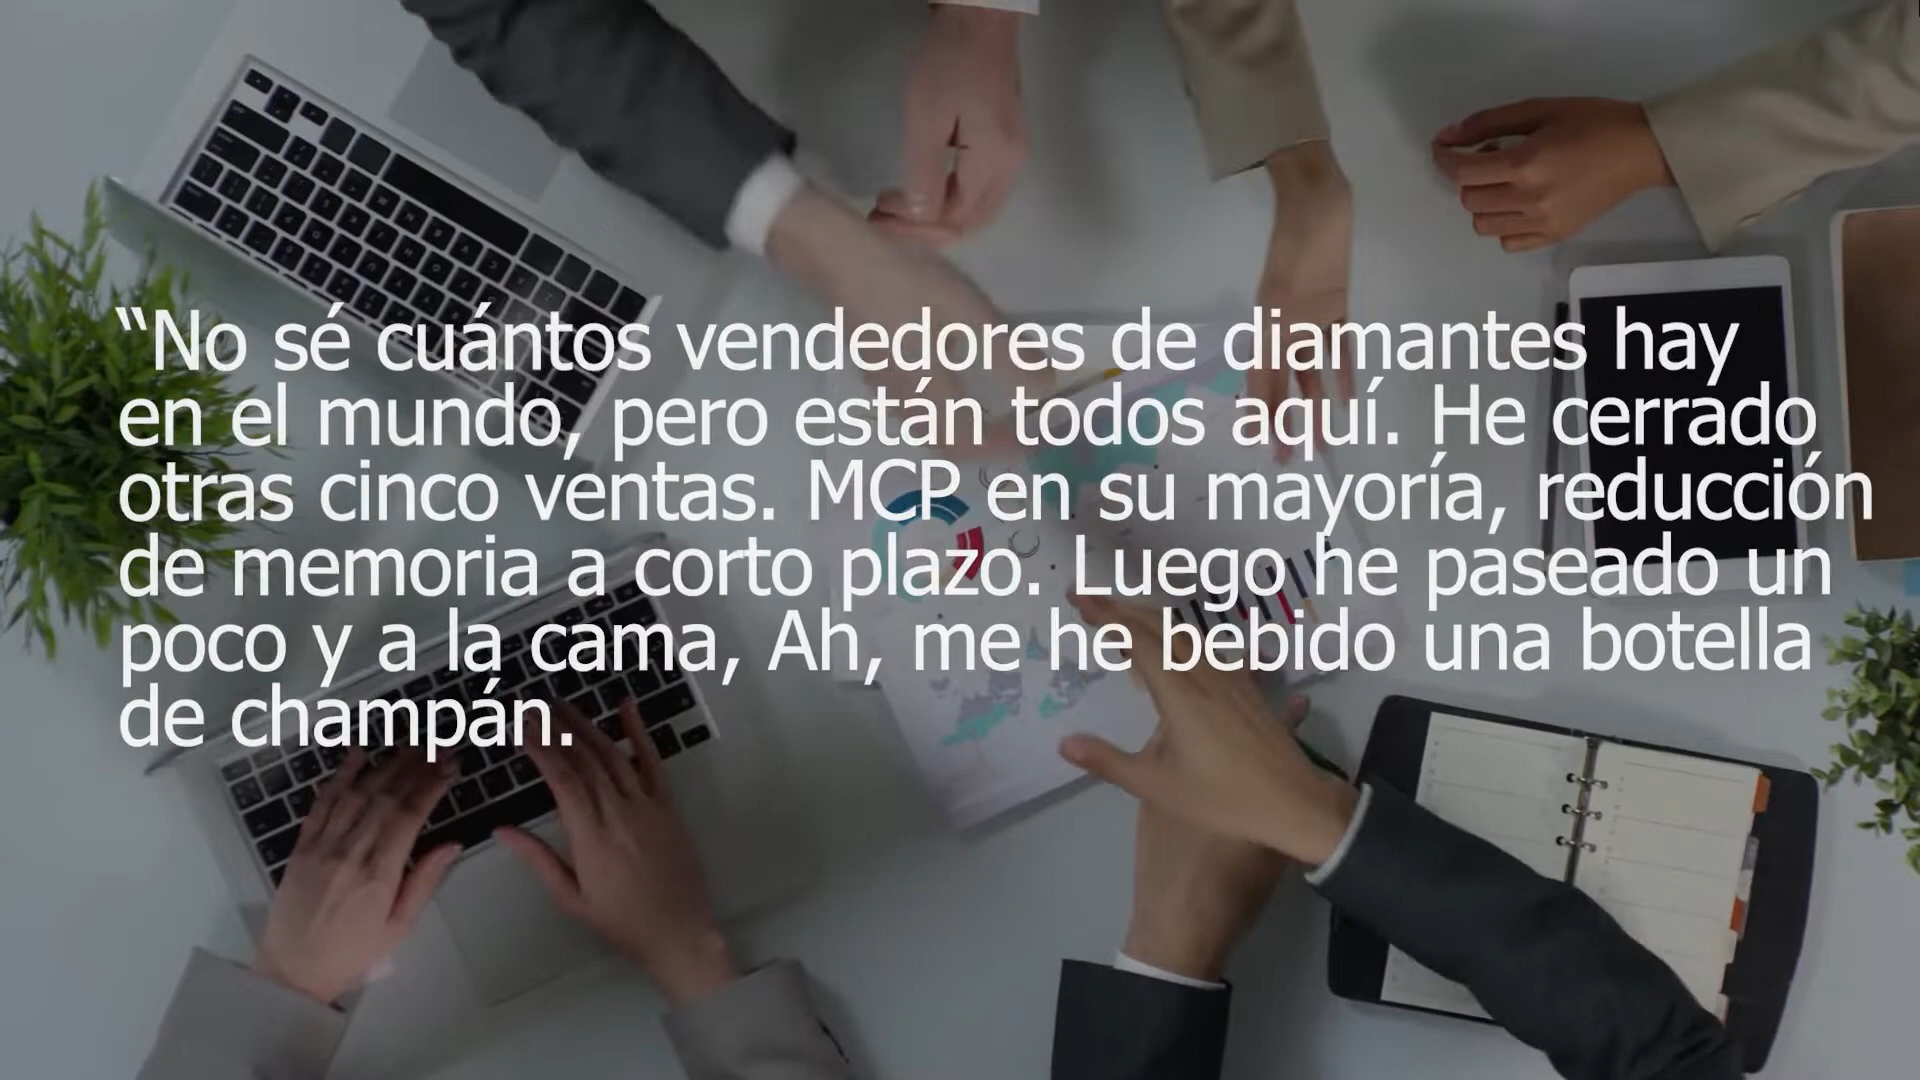 “No sé cuántos vendedores de diamantes hay
en el mundo, pero están todos aquí. He cerrado
otras cinco ventas. MCP en su mayoría, reducción
de memoria a corto plazo. Luego he paseado un
poco y a la cama, Ah, me he bebido una botella
de champán.